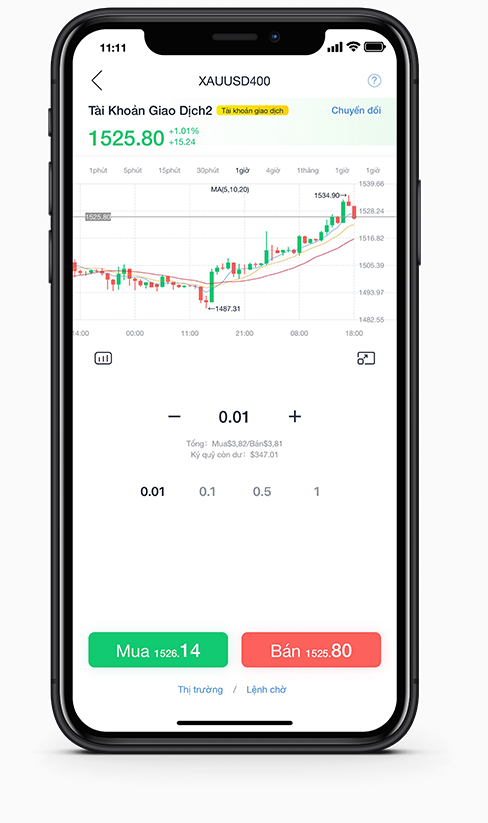 11:11
XAUUSD400 ?
Tài Khoản Giao Dịch2 Tài khoản giao dịch Chuyển đổi
1525.80 +1.01% +15.24
1phút 5phút 15phút 30phút 1giờ 4giờ 1tháng 1giờ 1giờ
MA(5,10,20)
1539.66
1534.90→
1528.24
1525.80
1516.82
1505.39
1493.97
←1487.31
1482.55
14:00 00:00 11:00 21:00 08:00 18:00
− 0.01 +
Tổng: Mua$3,82/Bán$3,81
Ký quỹ còn dư: $347.01
0.01 0.1 0.5 1
Mua 1526.14 Bán 1525.80
Thị trường / Lệnh chờ